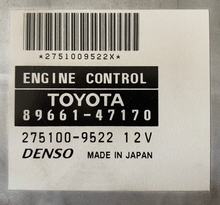 *2751009522X*
ENGINE CONTROL
TOYOTA
89661-47170
275100-9522 12V
DENSO MADE IN JAPAN